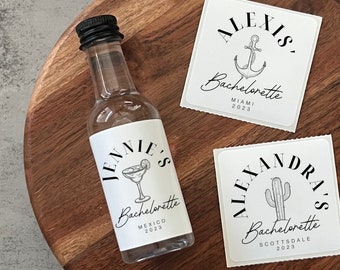 JENNIE'S
Bachelorette
MEXICO
2023
ALEXIS'
Bachelorette
MIAMI
2023
ALEXANDRA'S
Bachelorette
SCOTTSDALE
2023